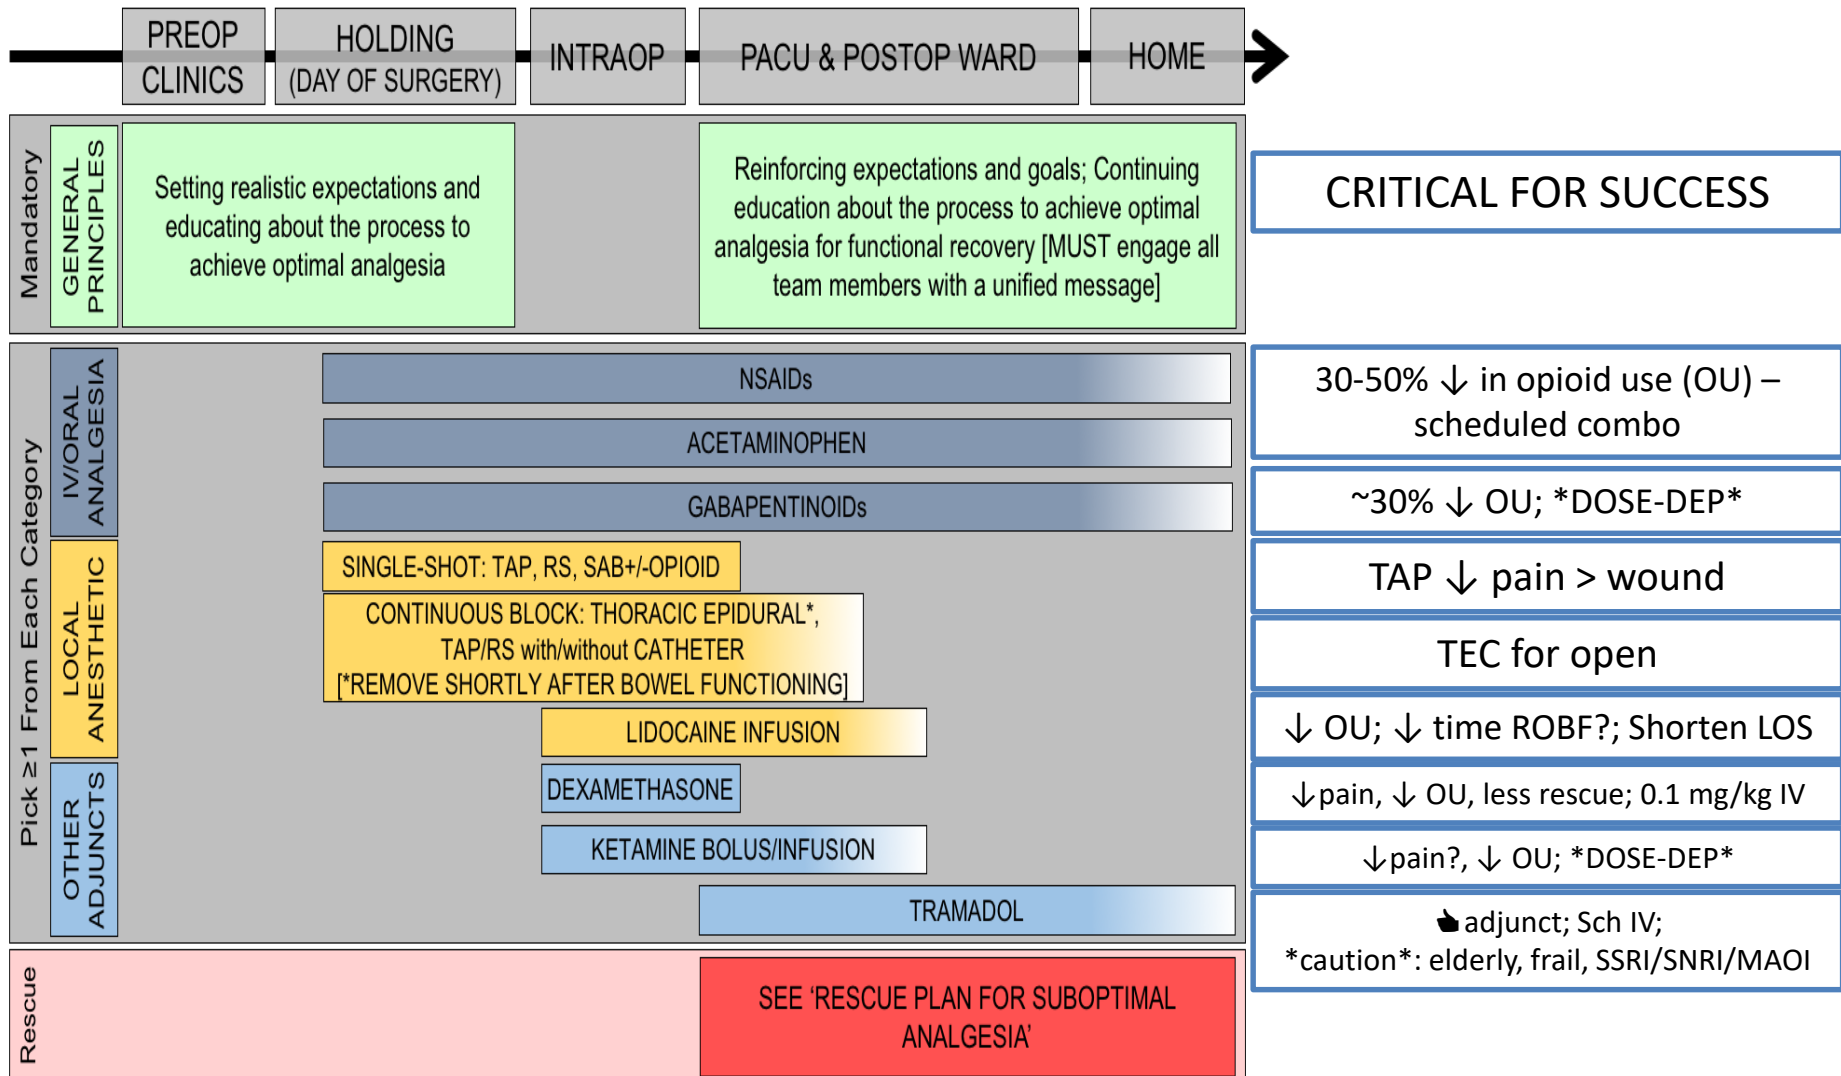 PREOP
CLINICS
HOLDING
(DAY OF SURGERY)
INTRAOP
PACU & POSTOP WARD
HOME
Mandatory
GENERAL
PRINCIPLES
Setting realistic expectations and
educating about the process to
achieve optimal analgesia
Reinforcing expectations and goals; Continuing
education about the process to achieve optimal
analgesia for functional recovery [MUST engage all
team members with a unified message]
CRITICAL FOR SUCCESS
Pick ≥1 From Each Category
IV/ORAL
ANALGESIA
NSAIDs
ACETAMINOPHEN
GABAPENTINOIDs
30-50% ↓ in opioid use (OU) –
scheduled combo
~30% ↓ OU; *DOSE-DEP*
LOCAL
ANESTHETIC
SINGLE-SHOT: TAP, RS, SAB+/-OPIOID
CONTINUOUS BLOCK: THORACIC EPIDURAL*,
TAP/RS with/without CATHETER
[*REMOVE SHORTLY AFTER BOWEL FUNCTIONING]
LIDOCAINE INFUSION
TAP ↓ pain > wound
TEC for open
↓ OU; ↓ time ROBF?; Shorten LOS
OTHER
ADJUNCTS
DEXAMETHASONE
KETAMINE BOLUS/INFUSION
TRAMADOL
↓pain, ↓ OU, less rescue; 0.1 mg/kg IV
↓pain?, ↓ OU; *DOSE-DEP*
adjunct; Sch IV;
*caution*: elderly, frail, SSRI/SNRI/MAOI
Rescue
SEE ‘RESCUE PLAN FOR SUBOPTIMAL
ANALGESIA’